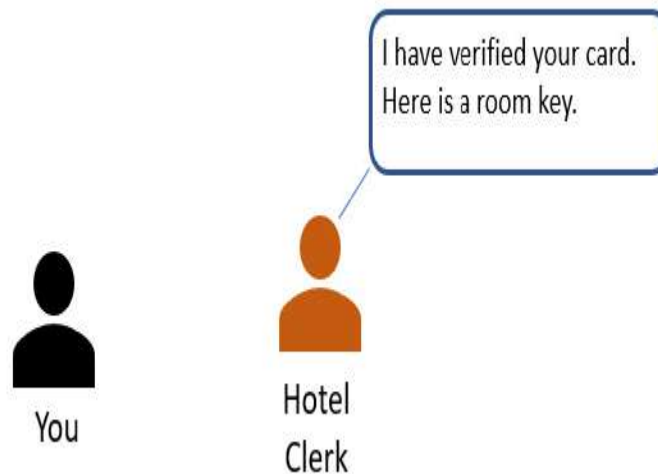 I have verified your card.
Here is a room key.
You
Hotel
Clerk